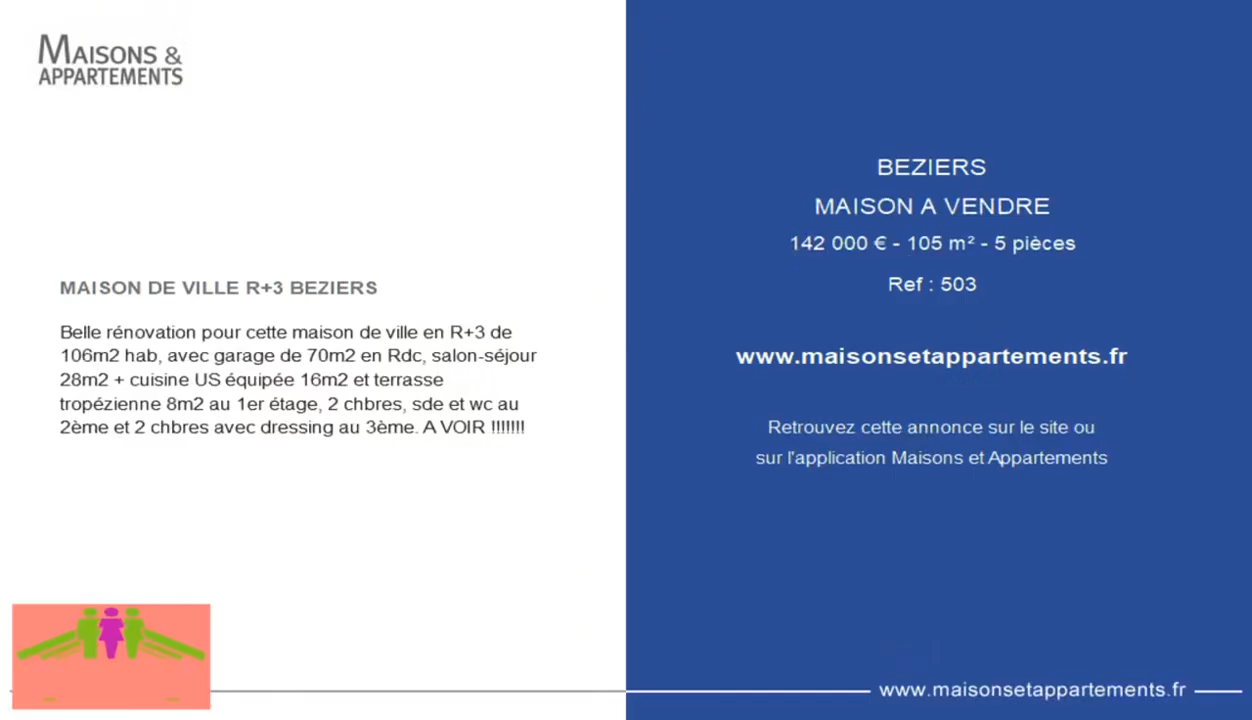 MAISONS &
APPARTEMENTS
MAISON DE VILLE R+3 BEZIERS
Belle rénovation pour cette maison de ville en R+3 de
106m2 hab, avec garage de 70m2 en Rdc, salon-séjour
28m2 + cuisine US équipée 16m2 et terrasse
tropézienne 8m2 au 1er étage, 2 chbres, sde et wc au
2ème et 2 chbres avec dressing au 3ème. A VOIR !!!!!!!
BEZIERS
MAISON A VENDRE
142 000 € - 105 m² - 5 pièces
Ref : 503
www.maisonsetappartements.fr
Retrouvez cette annonce sur le site ou
sur l'application Maisons et Appartements
www.maisonsetappartements.fr